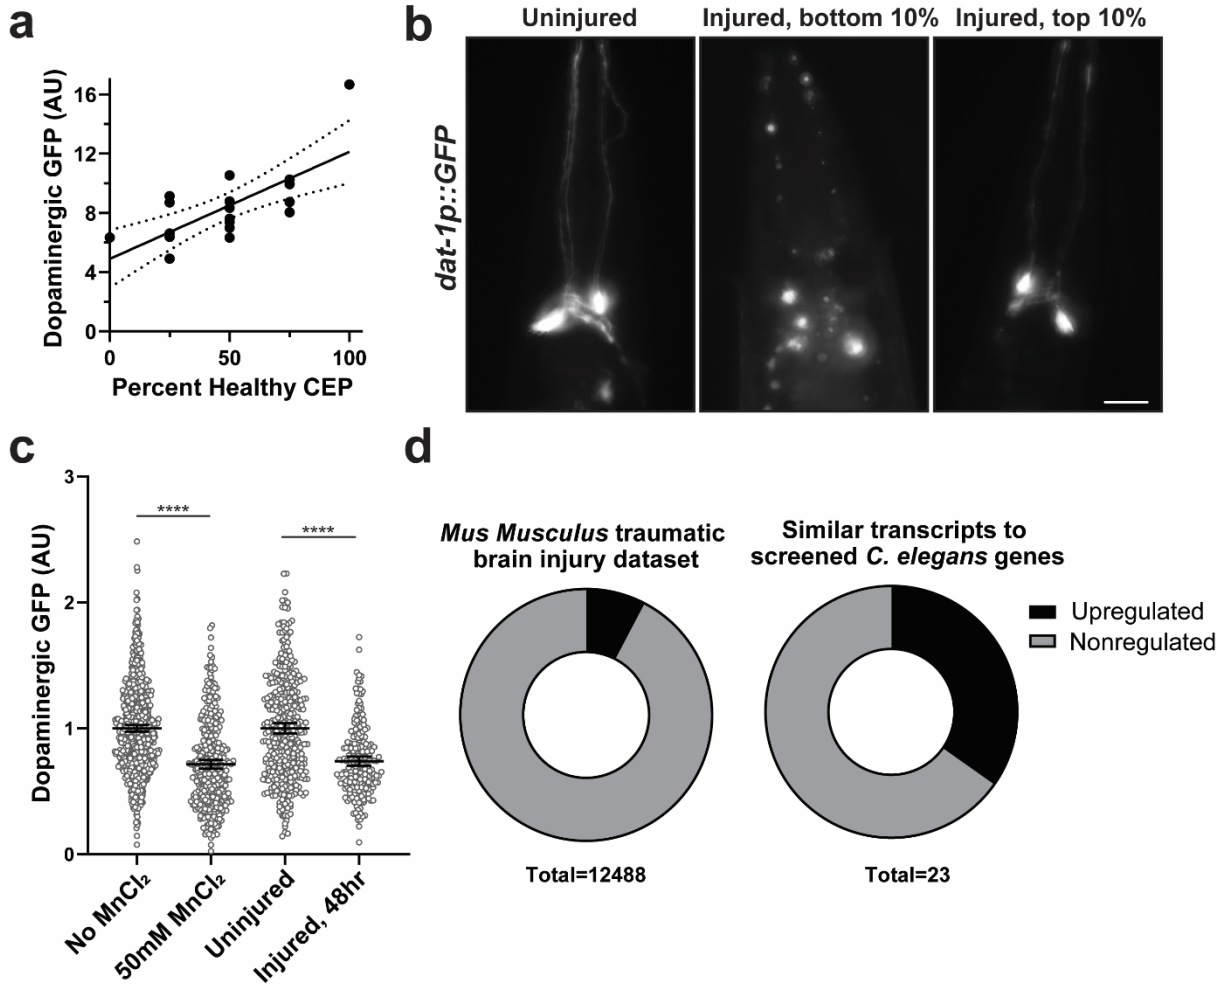 a
Dopaminergic GFP (AU)
16
12
8
4
0
0
50
100
Percent Healthy CEP
b
Uninjured
Injured, bottom 10%
Injured, top 10%
dat-1p::GFP
c
Dopaminergic GFP (AU)
3
2
1
0
****
****
No MnCl₂
50mM MnCl₂
Uninjured
Injured, 48hr
d
Mus Musculus traumatic
brain injury dataset
Total=12488
Similar transcripts to
screened C. elegans genes
Total=23
Upregulated
Nonregulated